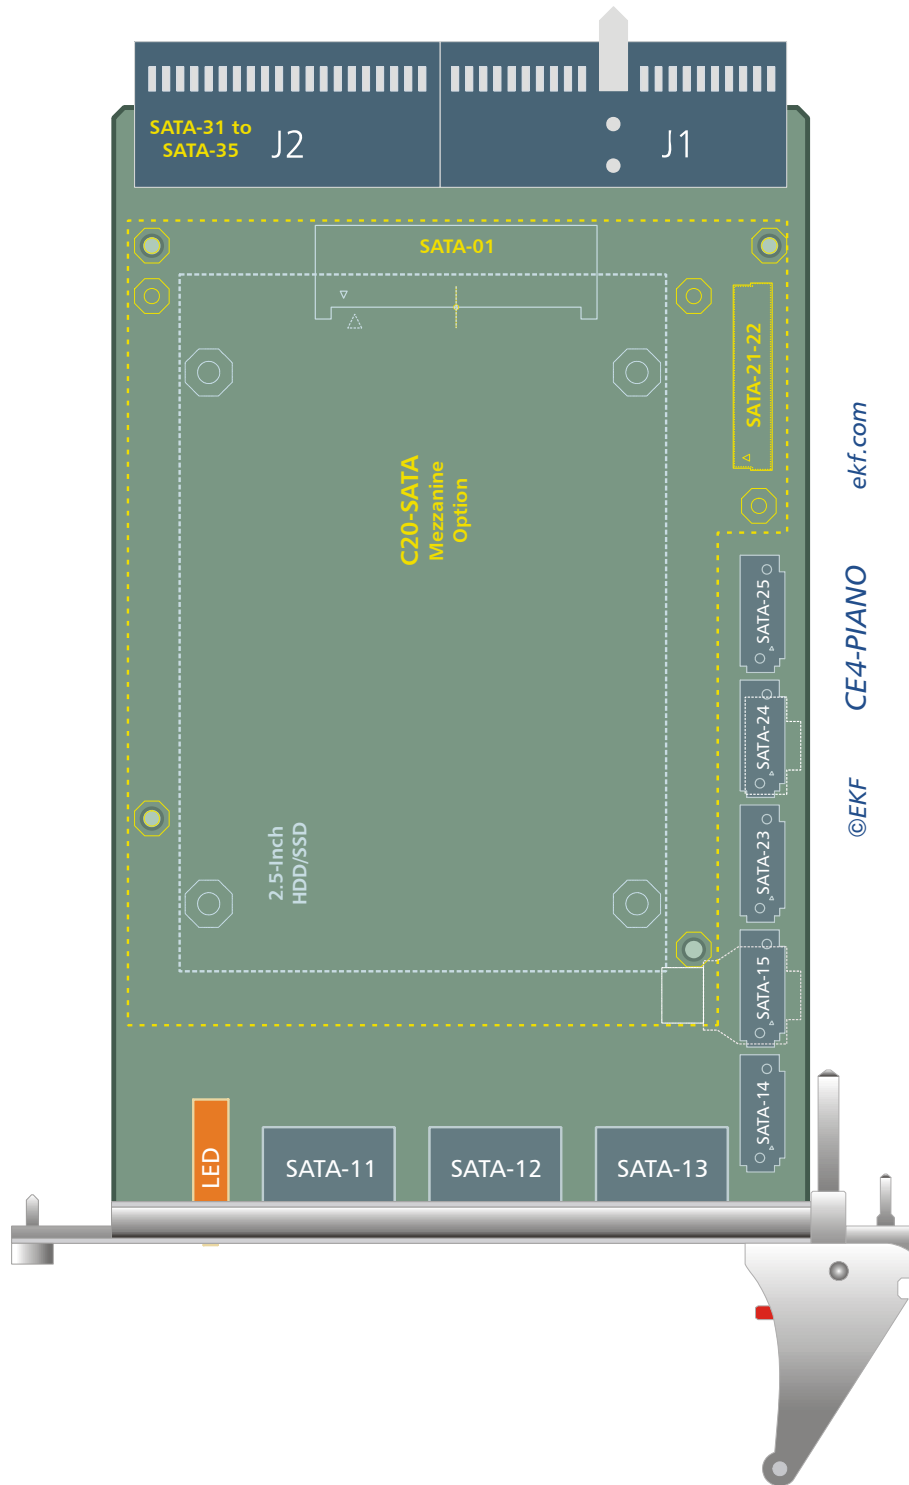 SATA-31 to
SATA-35
J2
J1
SATA-01
SATA-21-22
C20-SATA
Mezzanine
Option
2.5-Inch
HDD/SSD
SATA-25
SATA-24
SATA-23
SATA-15
SATA-14
©EKF CE4-PIANO ekf.com
LED
SATA-11
SATA-12
SATA-13